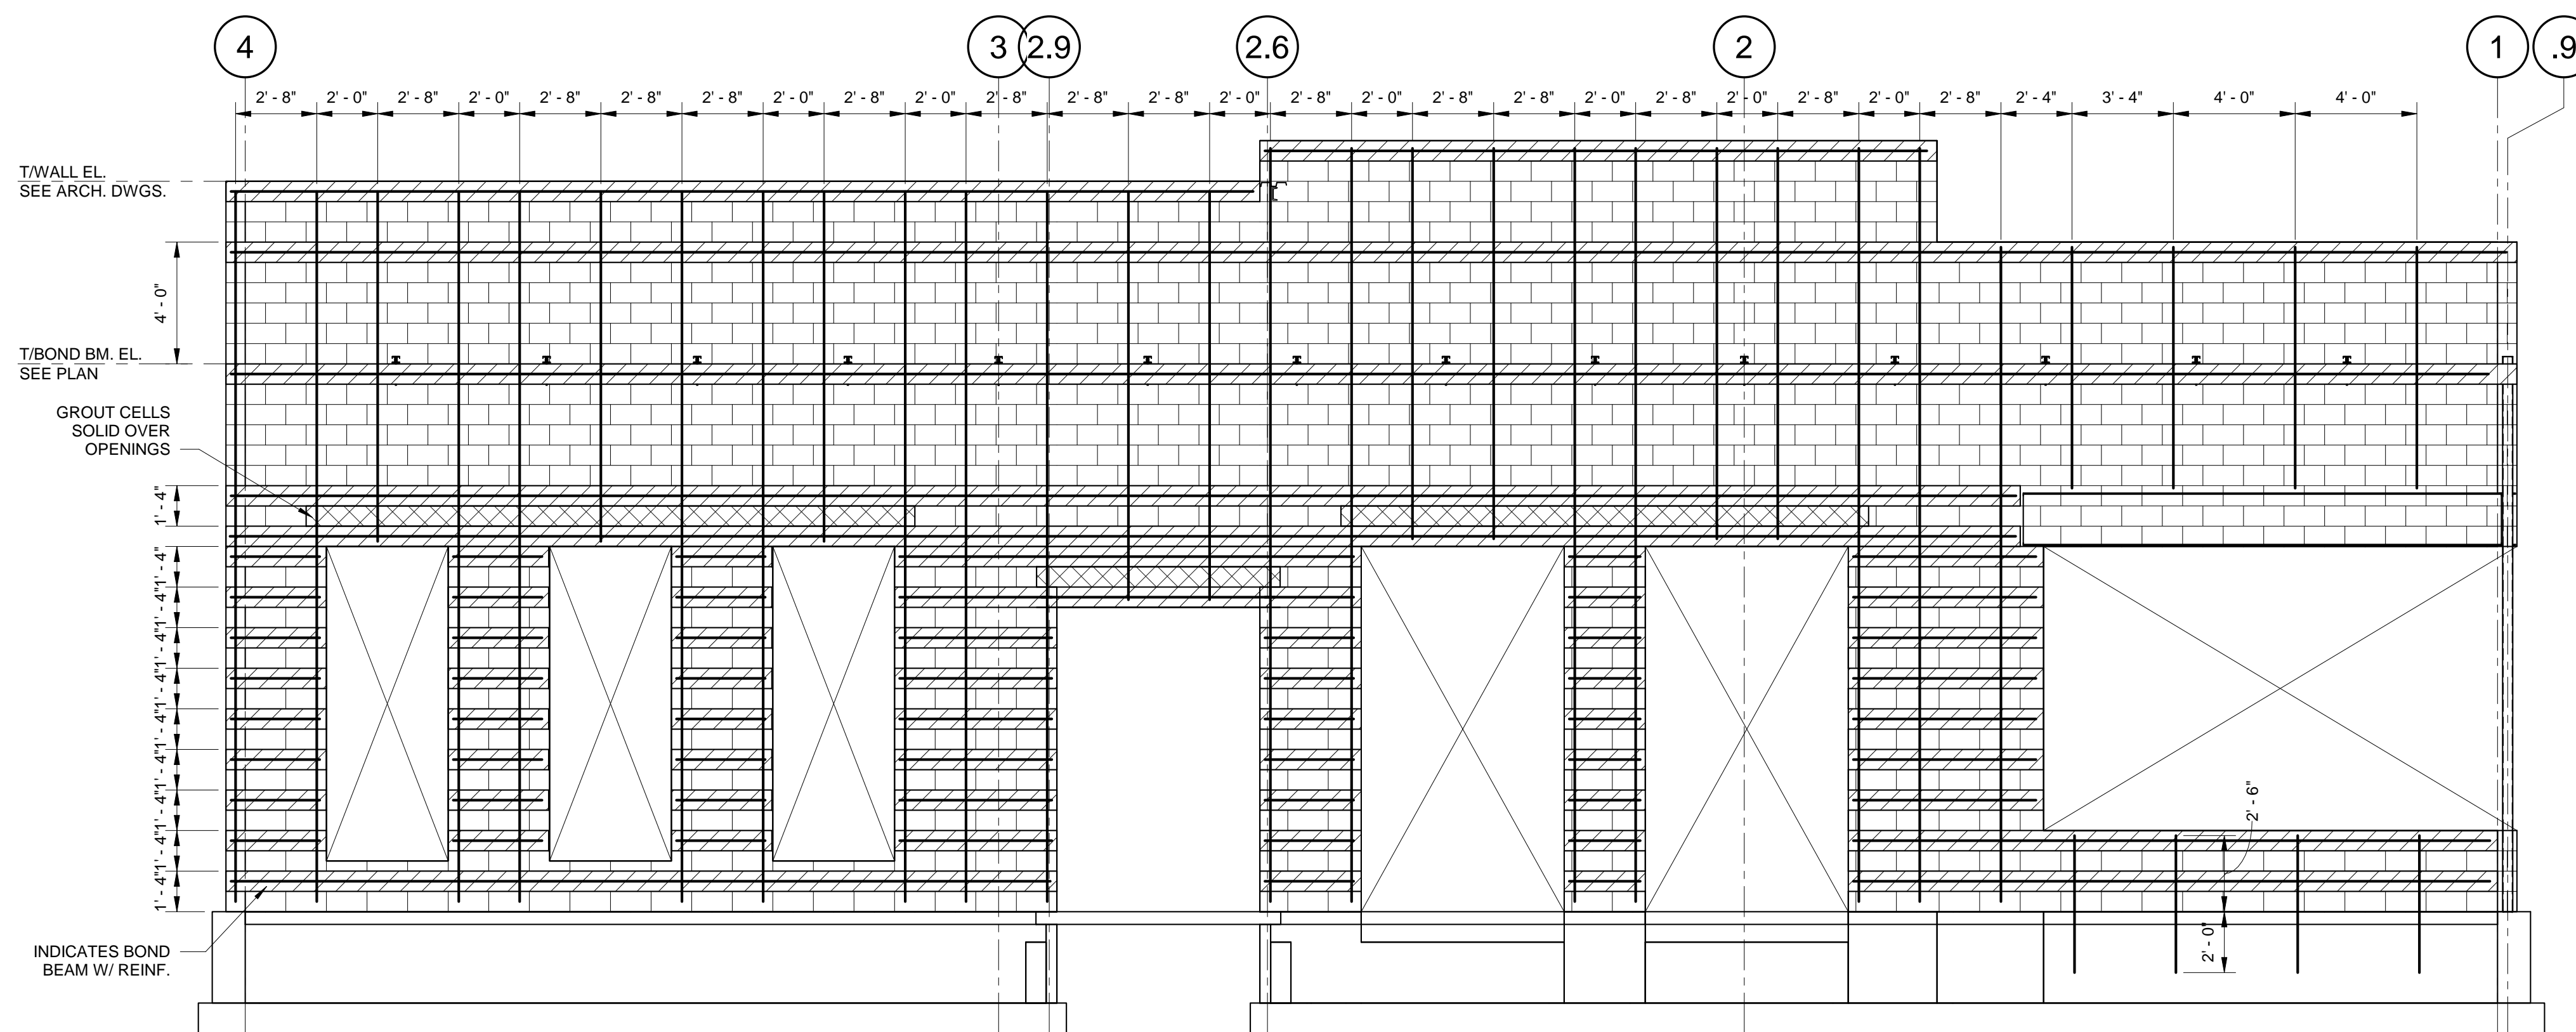 4
3
2.9
2.6
2
1
.9
2' - 8"
2' - 0"
2' - 8"
2' - 0"
2' - 8"
2' - 8"
2' - 8"
2' - 0"
2' - 8"
2' - 0"
2' - 8"
2' - 8"
2' - 8"
2' - 0"
2' - 8"
2' - 0"
2' - 8"
2' - 8"
2' - 0"
2' - 8"
2' - 0"
2' - 8"
2' - 0"
2' - 8"
2' - 4"
3' - 4"
4' - 0"
4' - 0"
T/WALL EL.
SEE ARCH. DWGS.
4' - 0"
T/BOND BM. EL.
SEE PLAN
GROUT CELLS
SOLID OVER
OPENINGS
1' - 4"
1' - 4"
1' - 4"
1' - 4"
1' - 4"
1' - 4"
1' - 4"
1' - 4"
1' - 4"
1' - 4"
2' - 6"
2' - 0"
INDICATES BOND
BEAM W/ REINF.